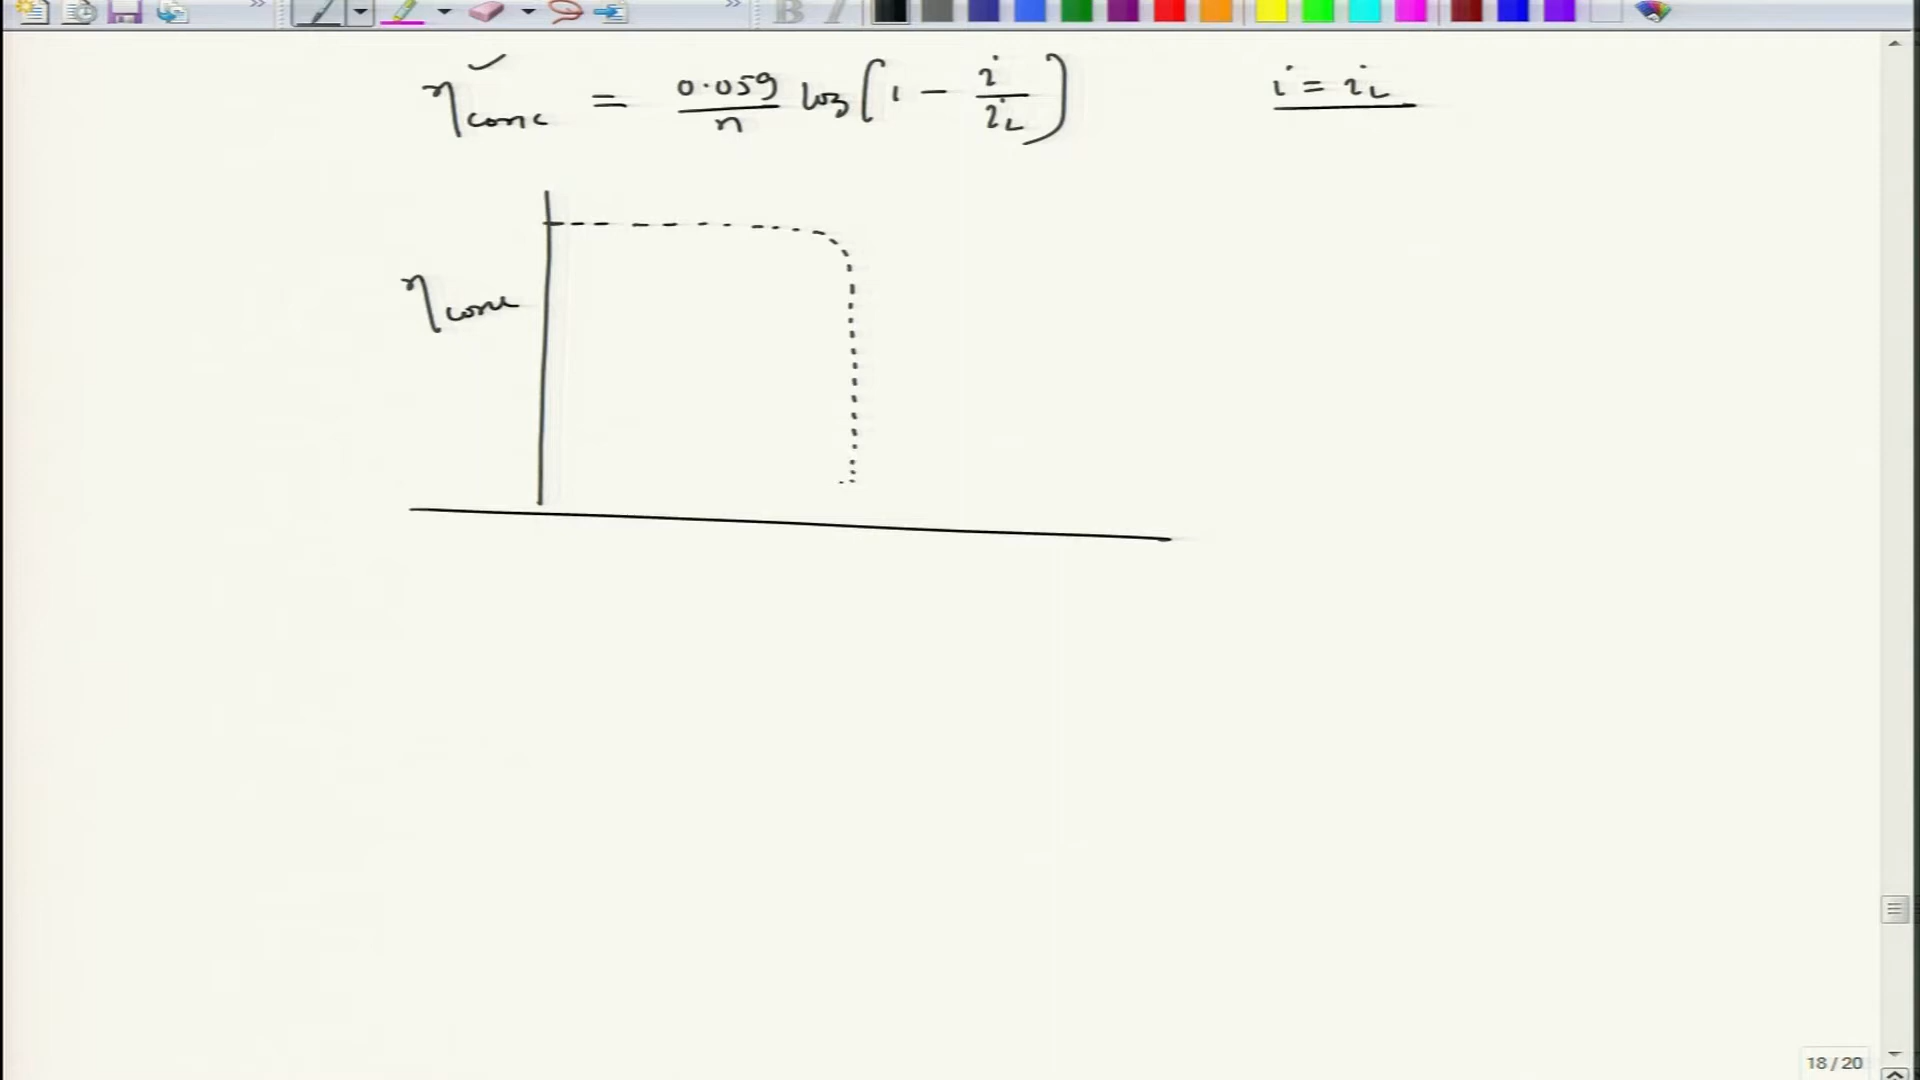 η_conc = 0.059/n log(1 - i/i_L)    i = i_L
η_conc
18 / 20